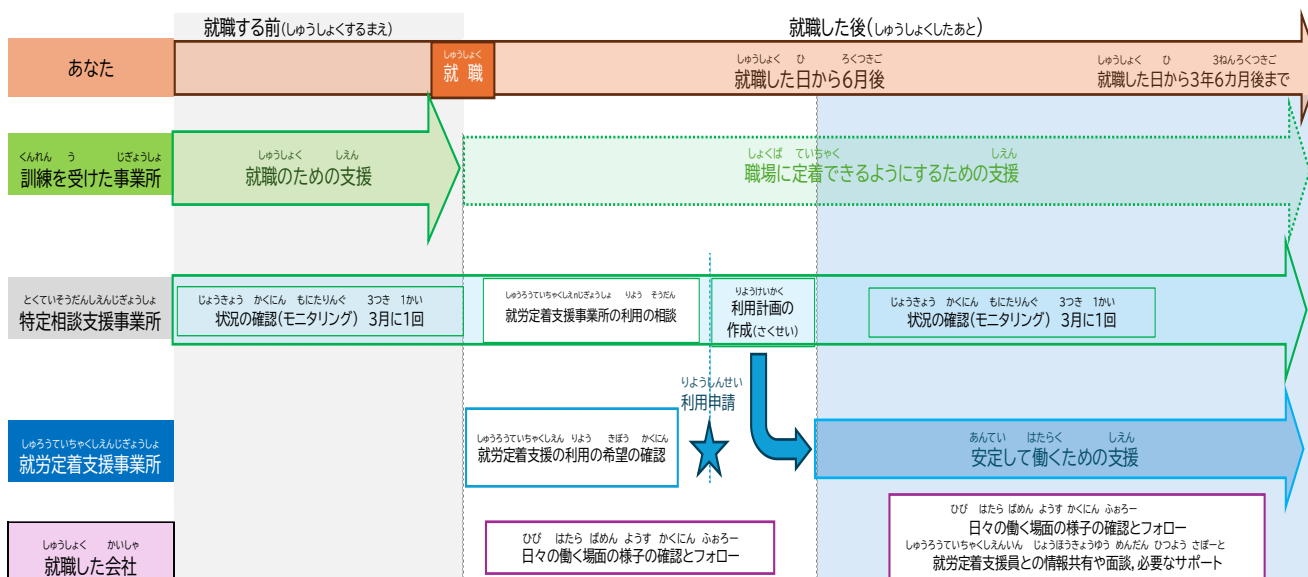 就職する前(しゅうしょくするまえ)
就職した後(しゅうしょくしたあと)
あなた
しゅうしょく
就 職
しゅうしょく ひ ろくつきご
就職した日から6月後
しゅうしょく ひ 3ねんろくつきご
就職した日から3年6カ月後まで
くんれん う じぎょうしょ
訓練を受けた事業所
しゅうしょく しえん
就職のための支援
しょくば ていちゃく しえん
職場に定着できるようにするための支援
とくていそうだんしえんじぎょうしょ
特定相談支援事業所
じょうきょう かくにん もにたりんぐ 3つき 1かい
状況の確認(モニタリング) 3月に1回
しゅうろうていちゃくしえnじぎょうしょ りよう そうだん
就労定着支援事業所の利用の相談
りようけいかく
利用計画の
作成(さくせい)
じょうきょう かくにん もにたりんぐ 3つき 1かい
状況の確認(モニタリング) 3月に1回
りようしんせい
利用申請
しゅろうていちゃくしえんじぎょうしょ
就労定着支援事業所
しゅうろうていちゃくしえん りよう きぼう かくにん
就労定着支援の利用の希望の確認
あんてい はたらく しえん
安定して働くための支援
しゅうしょく かいしゃ
就職した会社
ひび はたら ばめん ようす かくにん ふぉろー
日々の働く場面の様子の確認とフォロー
ひび はたら ばめん ようす かくにん ふぉろー
日々の働く場面の様子の確認とフォロー
しゅうろうていちゃくしえんいん じょうほうきょうゆう めんだん ひつよう さぽーと
就労定着支援員との情報共有や面談,必要なサポート